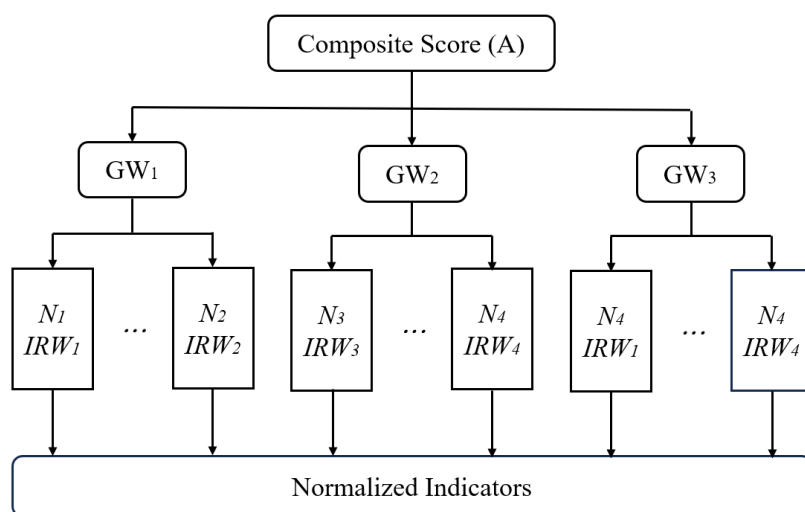 Composite Score (A)
GW₁ GW₂ GW₃
N₁ ... N₂ N₃ ... N₄ N₄ ... N₄
IRW₁ IRW₂ IRW₃ IRW₄ IRW₁ IRW₄
Normalized Indicators